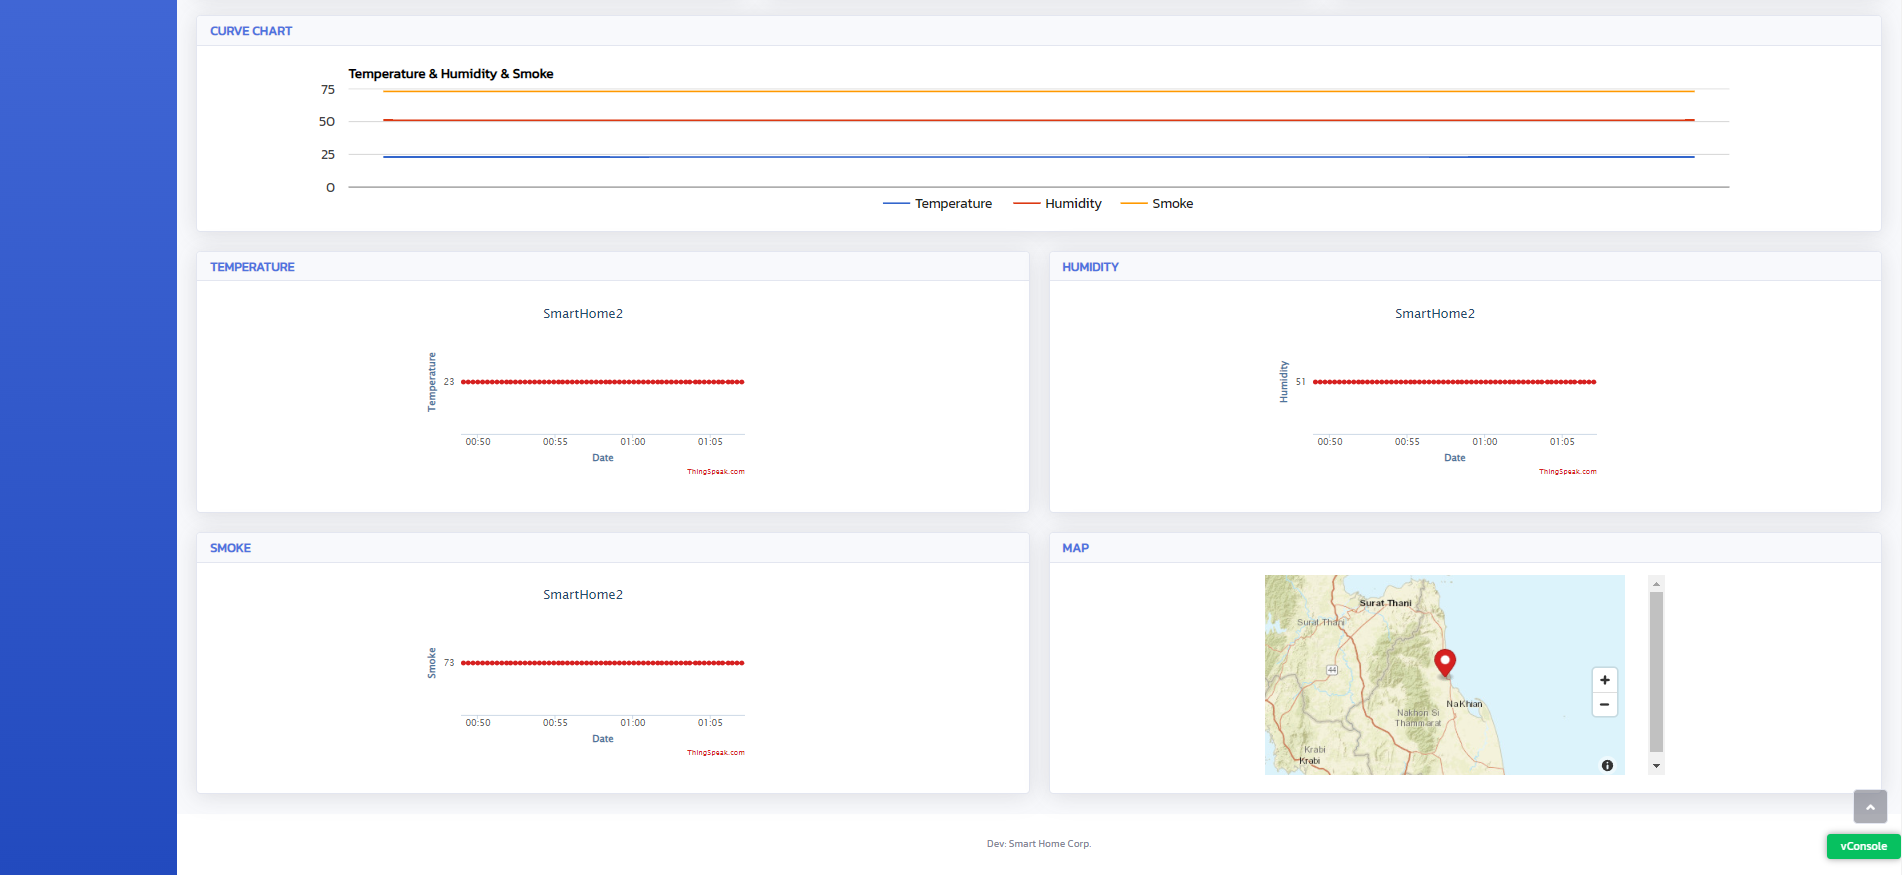 CURVE CHART
Temperature & Humidity & Smoke
75
50
25
0
Temperature Humidity Smoke
TEMPERATURE
SmartHome2
Temperature
23
00:50 00:55 01:00 01:05
Date
ThingSpeak.com
HUMIDITY
SmartHome2
Humidity
51
00:50 00:55 01:00 01:05
Date
ThingSpeak.com
SMOKE
SmartHome2
Smoke
73
00:50 00:55 01:00 01:05
Date
ThingSpeak.com
MAP
Surat Thani
Surat Thani
44
NaKhian
Nakhon Si
Thammarat
Krabi
Krabi
Dev: Smart Home Corp.
vConsole